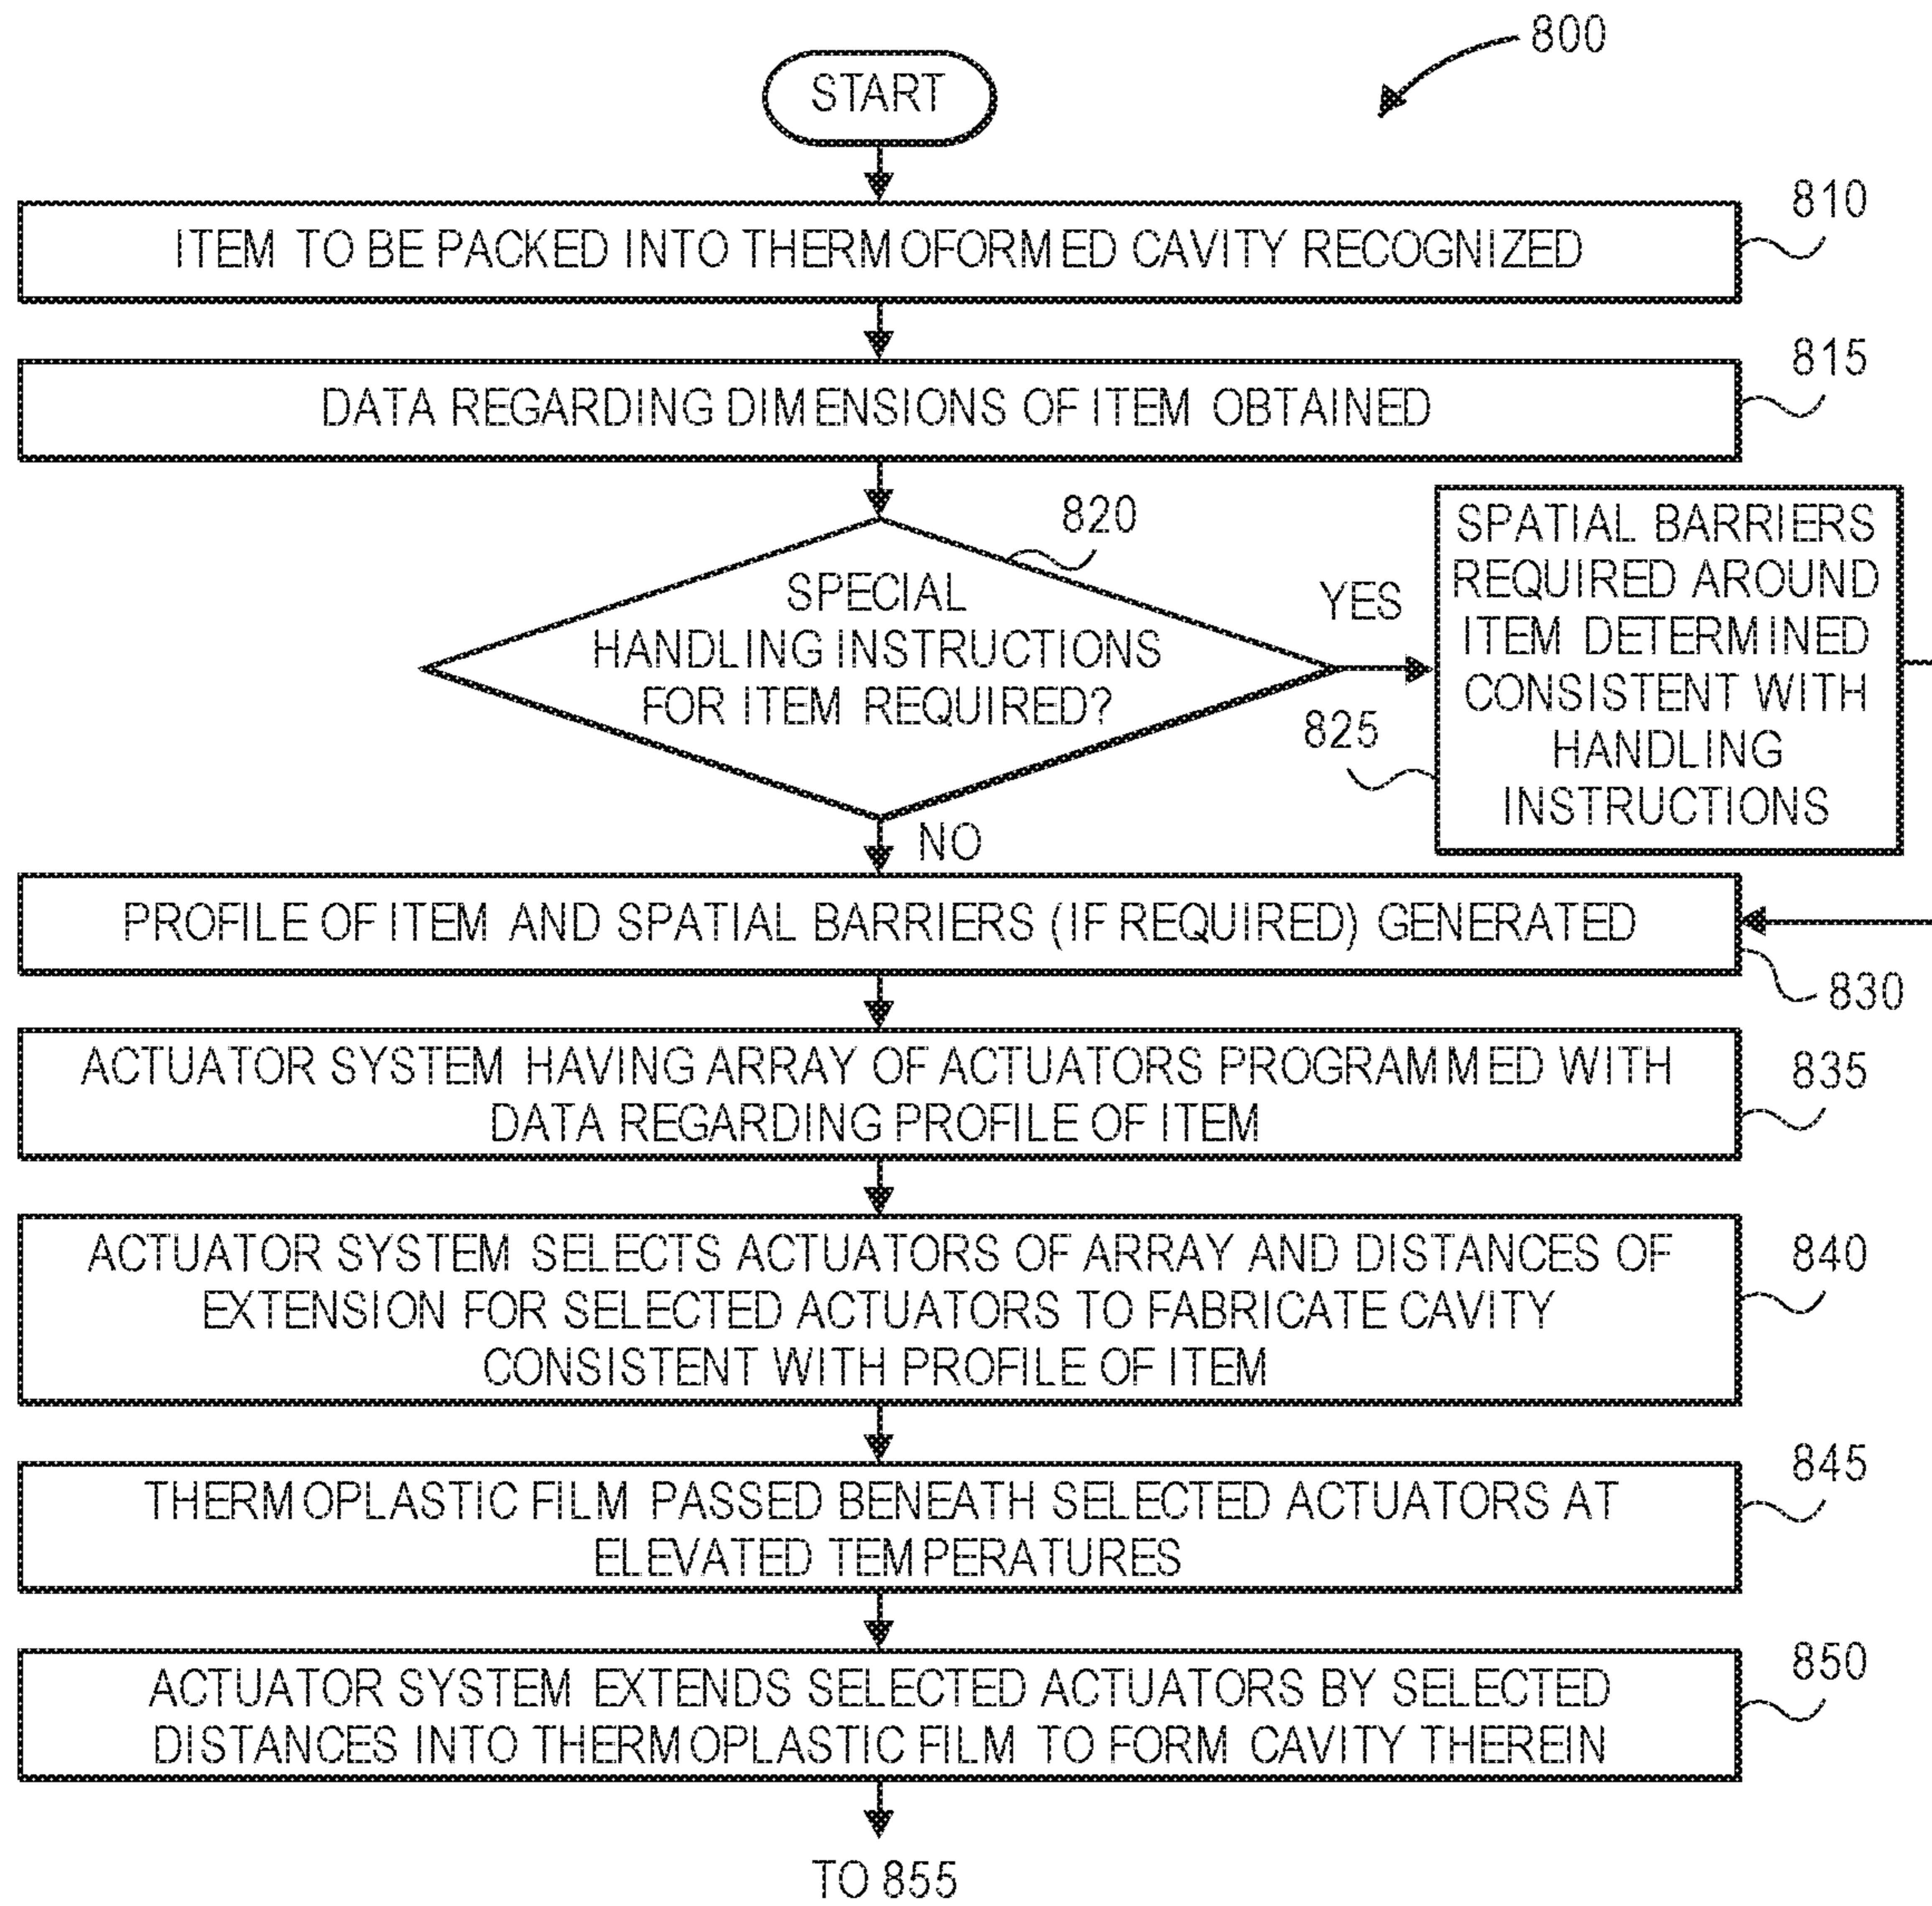 800
START
810
ITEM TO BE PACKED INTO THERMOFORMED CAVITY RECOGNIZED
815
DATA REGARDING DIMENSIONS OF ITEM OBTAINED
820
SPECIAL
HANDLING INSTRUCTIONS
FOR ITEM REQUIRED?
YES
825
SPATIAL BARRIERS
REQUIRED AROUND
ITEM DETERMINED
CONSISTENT WITH
HANDLING
INSTRUCTIONS
NO
PROFILE OF ITEM AND SPATIAL BARRIERS (IF REQUIRED) GENERATED
830
ACTUATOR SYSTEM HAVING ARRAY OF ACTUATORS PROGRAMMED WITH
DATA REGARDING PROFILE OF ITEM
835
ACTUATOR SYSTEM SELECTS ACTUATORS OF ARRAY AND DISTANCES OF
EXTENSION FOR SELECTED ACTUATORS TO FABRICATE CAVITY
CONSISTENT WITH PROFILE OF ITEM
840
THERMOPLASTIC FILM PASSED BENEATH SELECTED ACTUATORS AT
ELEVATED TEMPERATURES
845
ACTUATOR SYSTEM EXTENDS SELECTED ACTUATORS BY SELECTED
DISTANCES INTO THERMOPLASTIC FILM TO FORM CAVITY THEREIN
850
TO 855